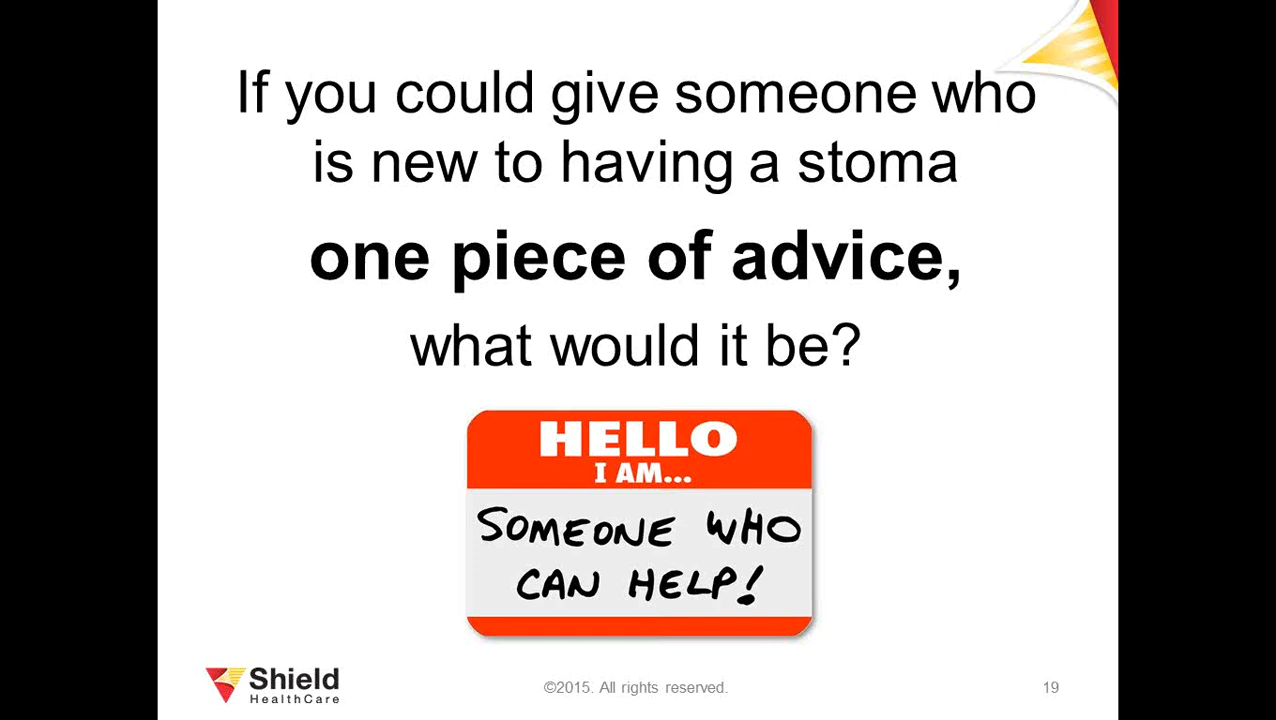 If you could give someone who
is new to having a stoma
one piece of advice,
what would it be?
HELLO
I AM...
SOMEONE WHO
CAN HELP!
Shield
HealthCare
©2015. All rights reserved.
19